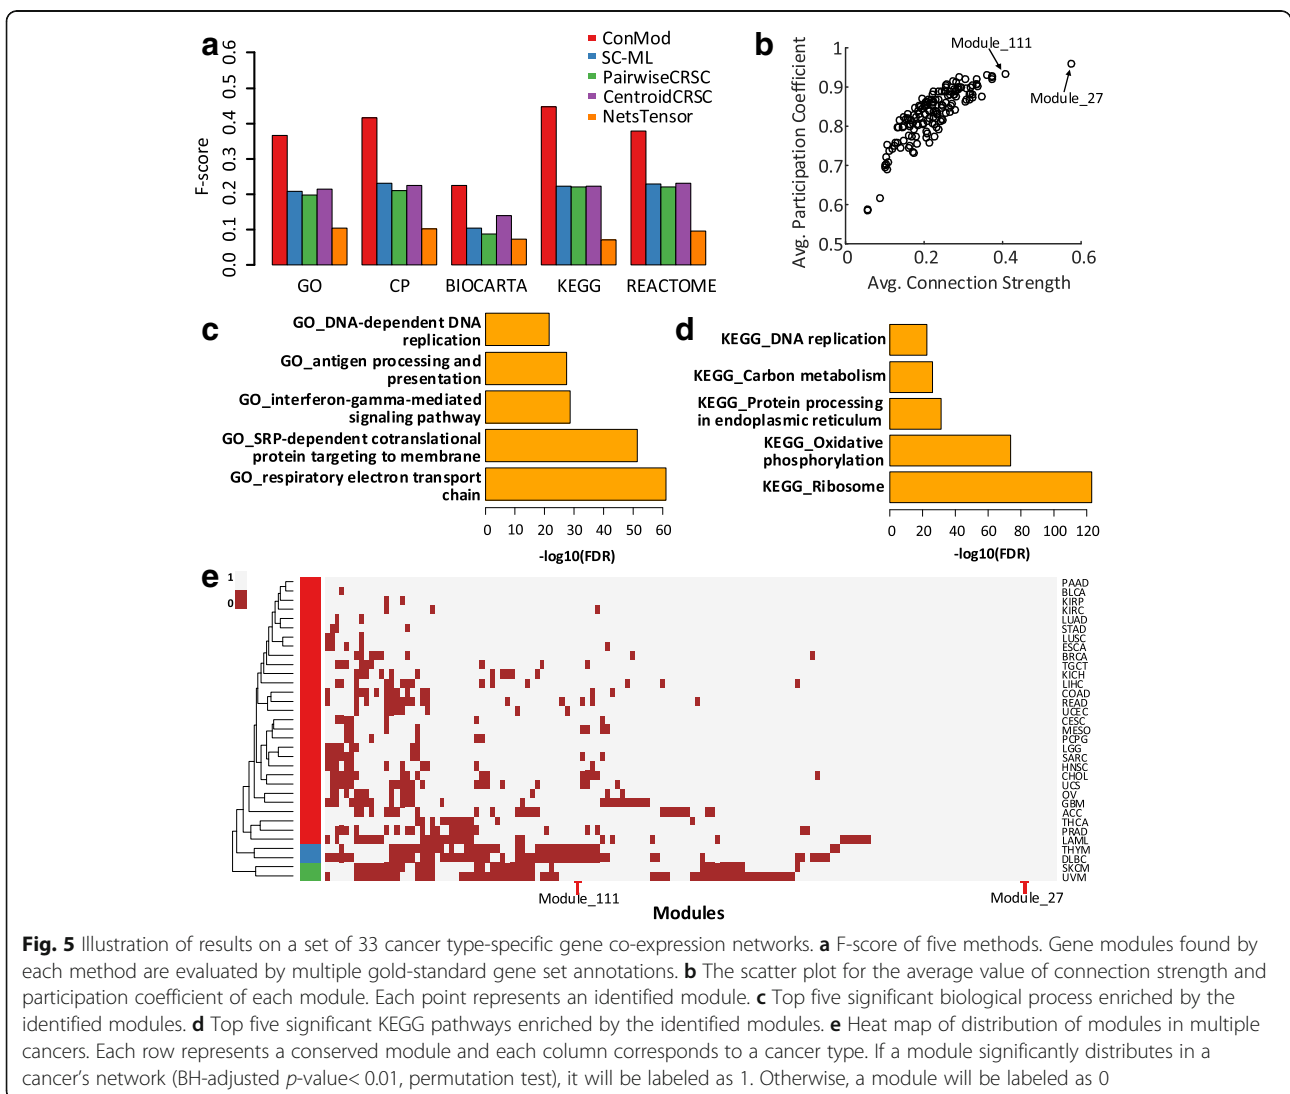 a
0.0 0.1 0.2 0.3 0.4 0.5 0.6
F-score
ConMod
SC-ML
PairwiseCRSC
CentroidCRSC
NetsTensor
GO CP BIOCARTA KEGG REACTOME
b
Avg. Participation Coefficient
1
0.9
0.8
0.7
0.6
0.5
0 0.2 0.4 0.6
Avg. Connection Strength
Module_111
Module_27
c
GO_DNA-dependent DNA
replication
GO_antigen processing and
presentation
GO_interferon-gamma-mediated
signaling pathway
GO_SRP-dependent cotranslational
protein targeting to membrane
GO_respiratory electron transport
chain
0 10 20 30 40 50 60
-log10(FDR)
d
KEGG_DNA replication
KEGG_Carbon metabolism
KEGG_Protein processing
in endoplasmic reticulum
KEGG_Oxidative
phosphorylation
KEGG_Ribosome
0 20 40 60 80 100 120
-log10(FDR)
e
1
0
PAAD
BLCA
KIRP
KIRC
LUAD
STAD
LUSC
ESCA
BRCA
TGCT
KICH
LIHC
COAD
READ
UCEC
CESC
MESO
PCPG
LGG
SARC
HNSC
CHOL
UCS
OV
GBM
ACC
THCA
PRAD
LAML
THYM
DLBC
SKCM
UVM
Module_111
Module_27
Modules
Fig. 5 Illustration of results on a set of 33 cancer type-specific gene co-expression networks. a F-score of five methods. Gene modules found by
each method are evaluated by multiple gold-standard gene set annotations. b The scatter plot for the average value of connection strength and
participation coefficient of each module. Each point represents an identified module. c Top five significant biological process enriched by the
identified modules. d Top five significant KEGG pathways enriched by the identified modules. e Heat map of distribution of modules in multiple
cancers. Each row represents a conserved module and each column corresponds to a cancer type. If a module significantly distributes in a
cancer's network (BH-adjusted p-value< 0.01, permutation test), it will be labeled as 1. Otherwise, a module will be labeled as 0